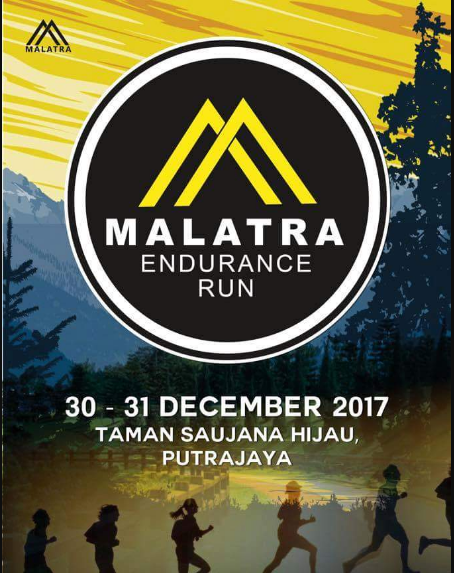 MALATRA
MALATRA
ENDURANCE
RUN
30 - 31 DECEMBER 2017
TAMAN SAUJANA HIJAU,
PUTRAJAYA